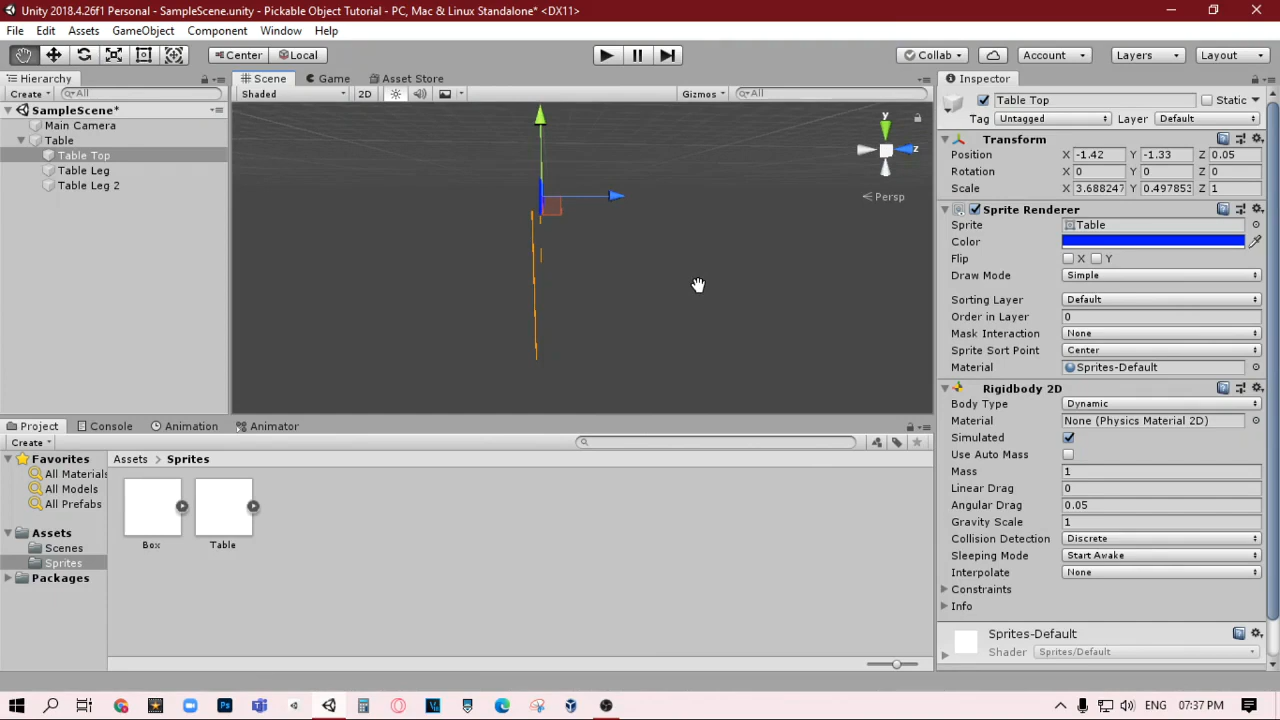 Unity 2018.4.26f1 Personal - SampleScene.unity - Pickable Object Tutorial - PC, Mac & Linux Standalone* <DX11>
File Edit Assets GameObject Component Window Help
Center Local Collab Account Layers Layout
Hierarchy Scene Game Asset Store Inspector
Create All Shaded 2D Gizmos All
Table Top Static
SampleScene*
Tag Untagged Layer Default
Main Camera
Table
Table Top
Table Leg
Table Leg 2
y
z
Persp
Transform
Position X -1.42 Y -1.33 Z 0.05
Rotation X 0 Y 0 Z 0
Scale X 3.688247 Y 0.497853 Z 1
Sprite Renderer
Sprite Table
Color
Flip X Y
Draw Mode Simple
Sorting Layer Default
Order in Layer 0
Mask Interaction None
Sprite Sort Point Center
Material Sprites-Default
Rigidbody 2D
Body Type Dynamic
Material None (Physics Material 2D)
Simulated
Use Auto Mass
Mass 1
Linear Drag 0
Angular Drag 0.05
Gravity Scale 1
Collision Detection Discrete
Sleeping Mode Start Awake
Interpolate None
Constraints
Info
Sprites-Default
Shader Sprites/Default
Project Console Animation Animator
Create
Favorites
All Materials
All Models
All Prefabs
Assets
Scenes
Sprites
Packages
Assets > Sprites
Box Table
ENG 07:37 PM